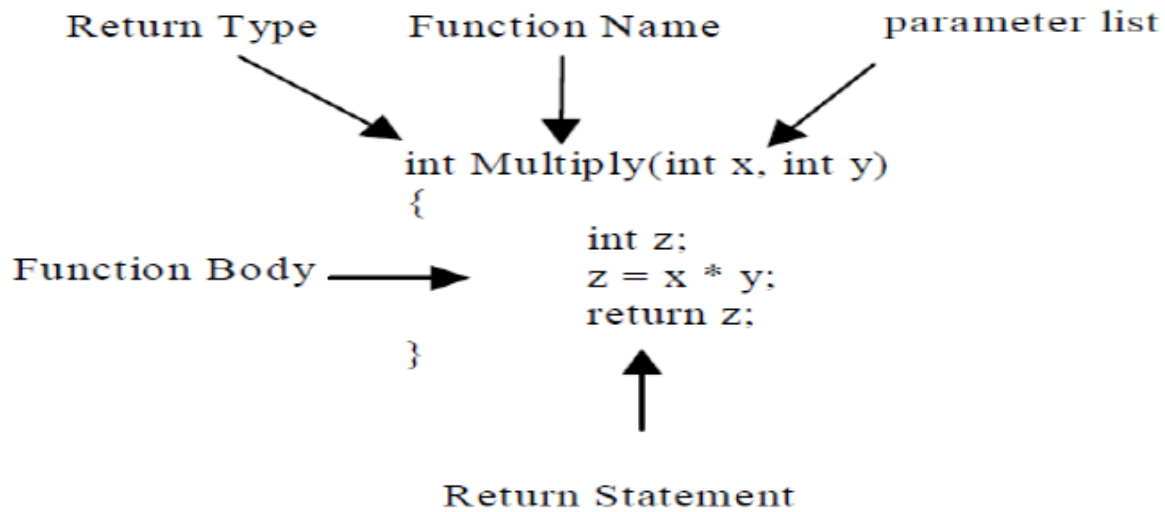 Return Type Function Name parameter list
int Multiply(int x, int y)
{
int z;
Function Body z = x * y;
return z;
}
Return Statement